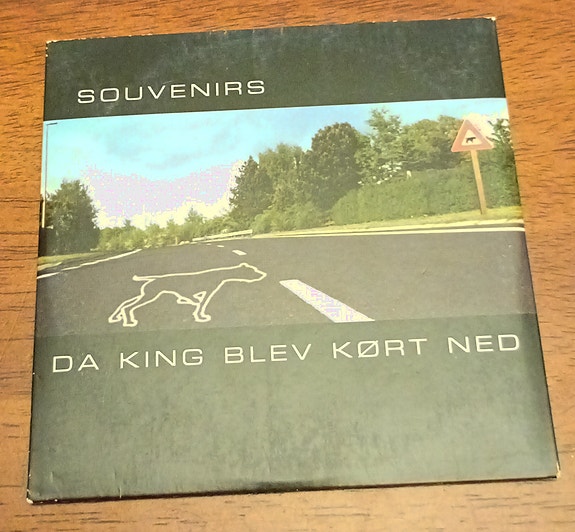 SOUVENIRS
DA KING BLEV KØRT NED